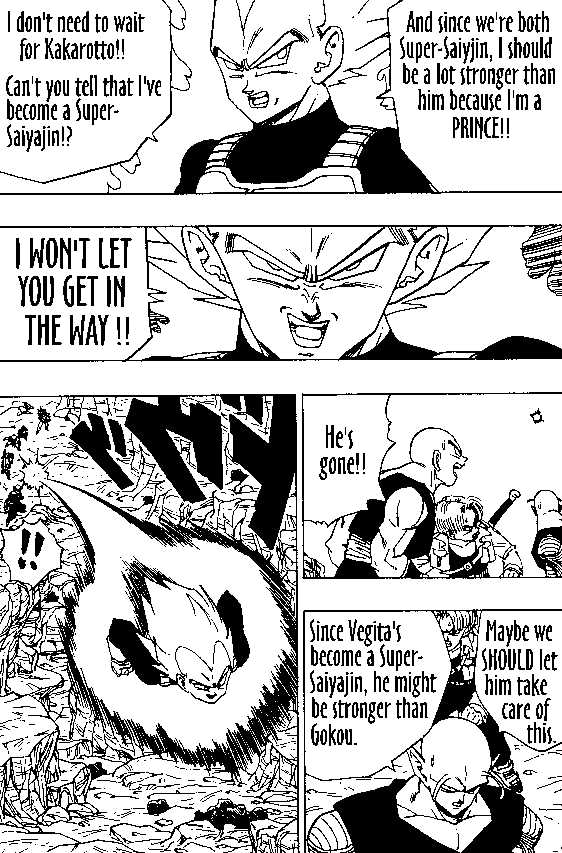 I don't need to wait
for Kakarotto!!
Can't you tell that I've
become a Super-
Saiyajin!?
And since we're both
Super-Saiyjin, I should
be a lot stronger than
him because I'm a
PRINCE!!
I WON'T LET
YOU GET IN
THE WAY !!
!!
He's
gone!!
Since Vegita's
become a Super-
Saiyajin, he might
be stronger than
Gokou.
Maybe we
SHOULD let
him take
care of
this.